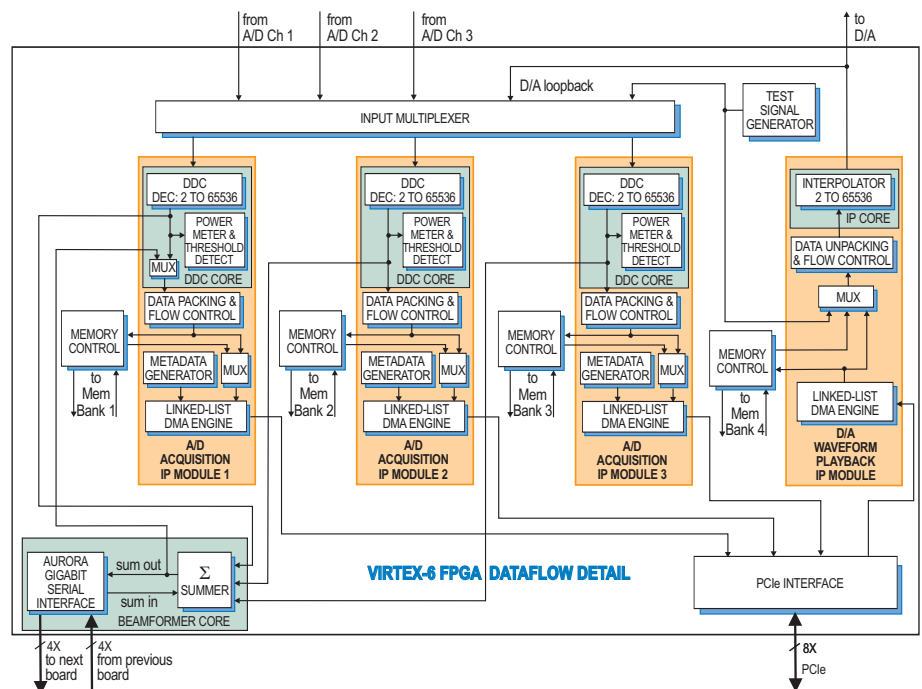 from
A/D Ch 1
from
A/D Ch 2
from
A/D Ch 3
to
D/A
D/A loopback
INPUT MULTIPLEXER
TEST
SIGNAL
GENERATOR
DDC
DEC: 2 TO 65536
POWER
METER &
THRESHOLD
DETECT
MUX
DDC CORE
DATA PACKING &
FLOW CONTROL
MEMORY
CONTROL
METADATA
GENERATOR
MUX
to
Mem
Bank 1
LINKED-LIST
DMA ENGINE
A/D
ACQUISITION
IP MODULE 1
DDC
DEC: 2 TO 65536
POWER
METER &
THRESHOLD
DETECT
DDC CORE
DATA PACKING &
FLOW CONTROL
MEMORY
CONTROL
METADATA
GENERATOR
MUX
to
Mem
Bank 2
LINKED-LIST
DMA ENGINE
A/D
ACQUISITION
IP MODULE 2
DDC
DEC: 2 TO 65536
POWER
METER &
THRESHOLD
DETECT
DDC CORE
DATA PACKING &
FLOW CONTROL
MEMORY
CONTROL
METADATA
GENERATOR
MUX
to
Mem
Bank 3
LINKED-LIST
DMA ENGINE
A/D
ACQUISITION
IP MODULE 3
INTERPOLATOR
2 TO 65536
IP CORE
DATA UNPACKING
& FLOW CONTROL
MUX
MEMORY
CONTROL
to
Mem
Bank 4
LINKED-LIST
DMA ENGINE
D/A
WAVEFORM
PLAYBACK
IP MODULE
AURORA
GIGABIT
SERIAL
INTERFACE
sum out
sum in
Σ
SUMMER
BEAMFORMER CORE
VIRTEX-6 FPGA DATAFLOW DETAIL
PCIe INTERFACE
4X
to next
board
4X
from previous
board
8X
PCIe